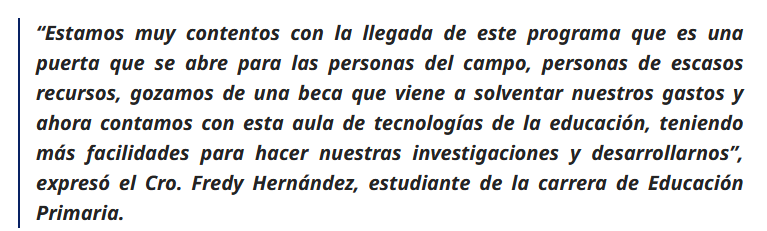 “Estamos muy contentos con la llegada de este programa que es una
puerta que se abre para las personas del campo, personas de escasos
recursos, gozamos de una beca que viene a solventar nuestros gastos y
ahora contamos con esta aula de tecnologías de la educación, teniendo
más facilidades para hacer nuestras investigaciones y desarrollarnos”,
expresó el Cro. Fredy Hernández, estudiante de la carrera de Educación
Primaria.